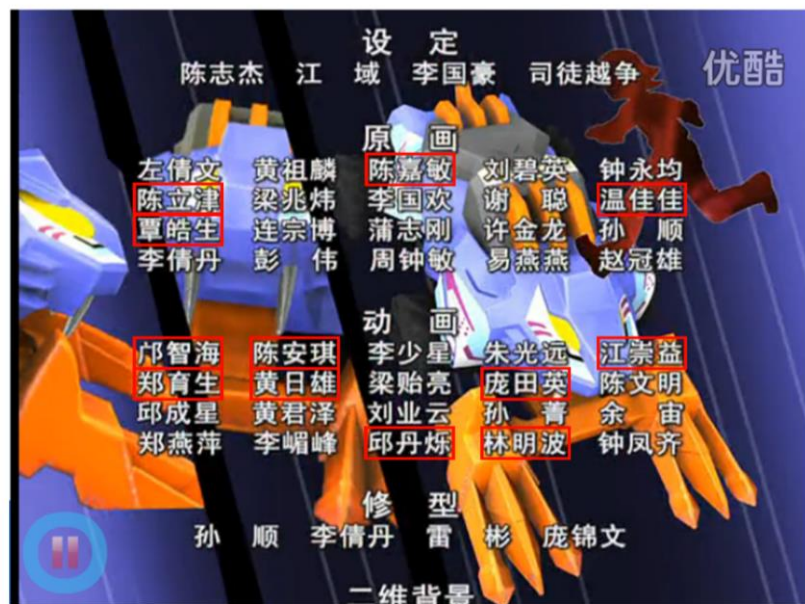 设 定
优酷
陈志杰 江 域 李国豪 司徒越争
原 画
左倩文 黄祖麟 陈嘉敏 刘碧英 钟永均
陈立津 梁兆炜 李国欢 谢 聪 温佳佳
覃皓生 连宗博 蒲志刚 许金龙 孙 顺
李倩丹 彭 伟 周钟敏 易燕燕 赵冠雄
动 画
邝智海 陈安琪 李少星 朱光远 江崇益
郑育生 黄日雄 梁贻亮 庞田英 陈文明
邱成星 黄君泽 刘业云 孙 菁 余 宙
郑燕萍 李嵋峰 邱丹烁 林明波 钟凤齐
修 型
孙 顺 李倩丹 雷 彬 庞锦文
二维背景